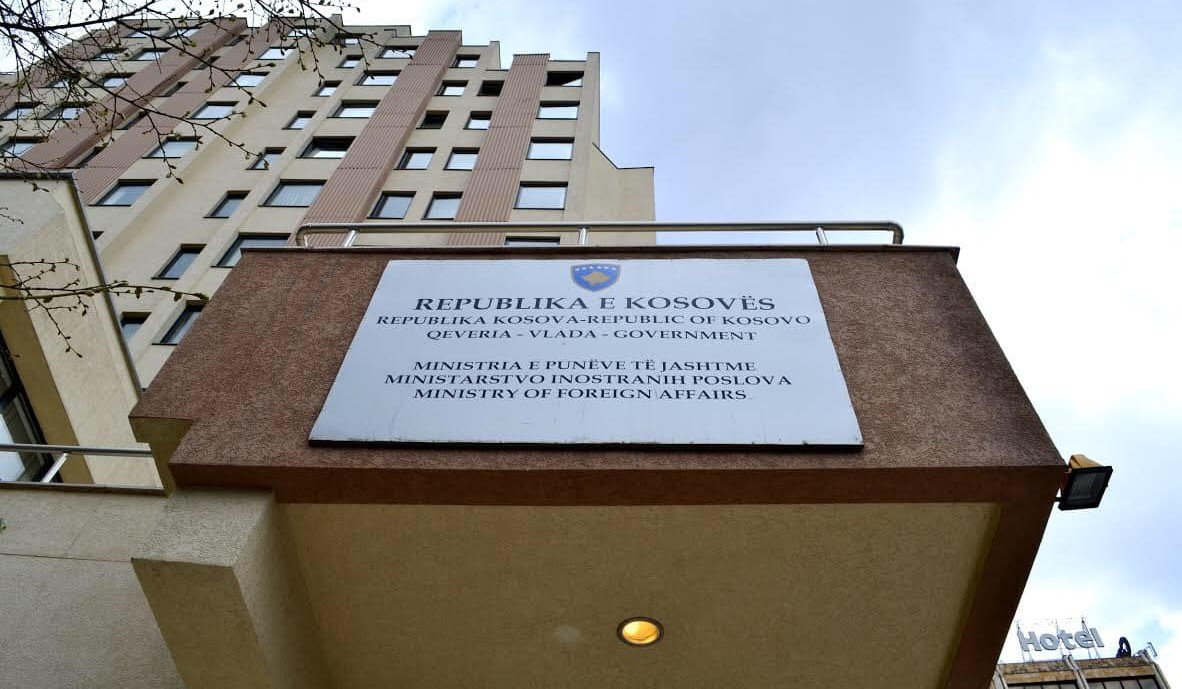 REPUBLIKA E KOSOVËS
REPUBLIKA KOSOVA-REPUBLIC OF KOSOVO
QEVERIA - VLADA - GOVERNMENT
MINISTRIA E PUNËVE TË JASHTME
MINISTARSTVO INOSTRANIH POSLOVA
MINISTRY OF FOREIGN AFFAIRS
Hotel